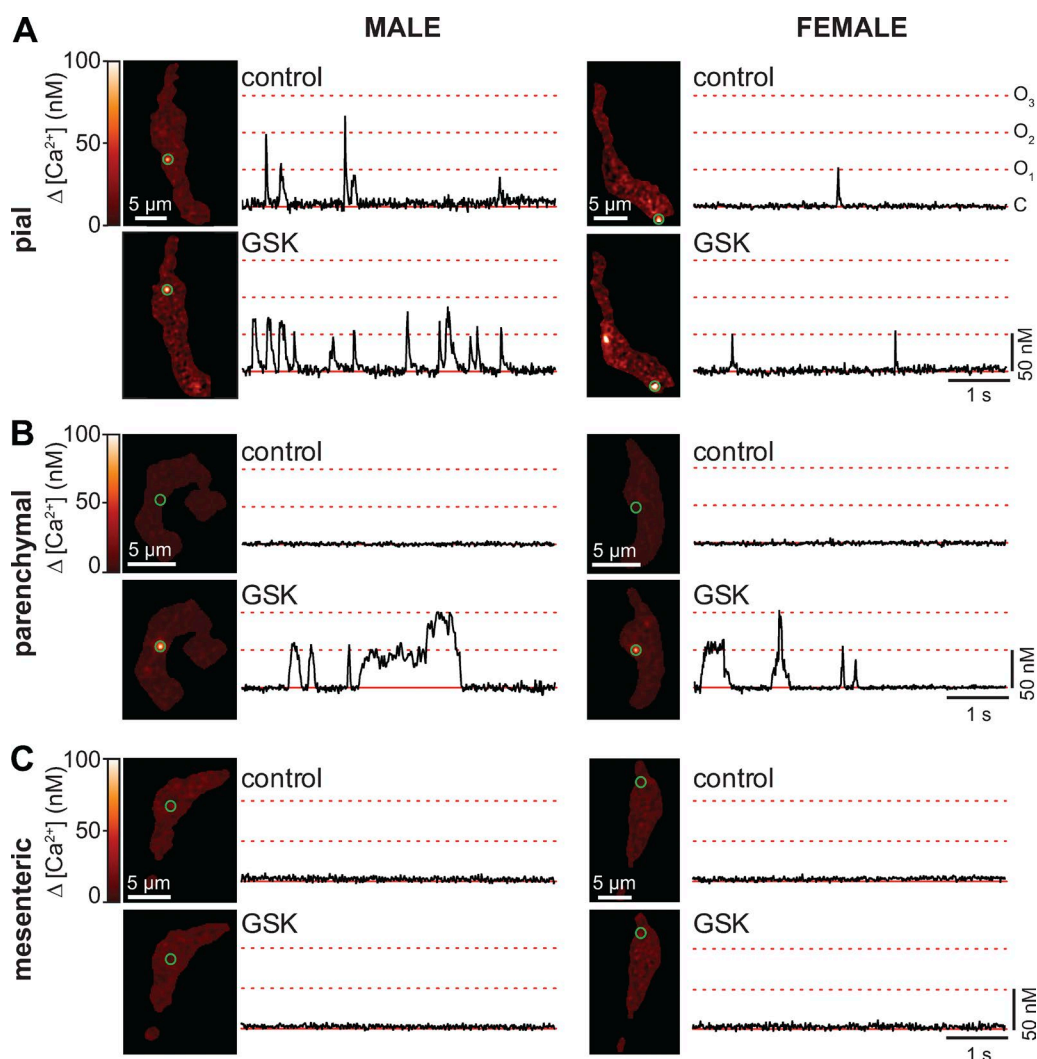 A
MALE
FEMALE
pial
Δ [Ca²⁺] (nM)
100
50
0
5 µm
control
5 µm
control
O₃
O₂
O₁
C
GSK
GSK
50 nM
1 s
B
parenchymal
Δ [Ca²⁺] (nM)
100
50
0
5 µm
control
5 µm
control
GSK
GSK
50 nM
1 s
C
mesenteric
Δ [Ca²⁺] (nM)
100
50
0
5 µm
control
5 µm
control
GSK
GSK
50 nM
1 s